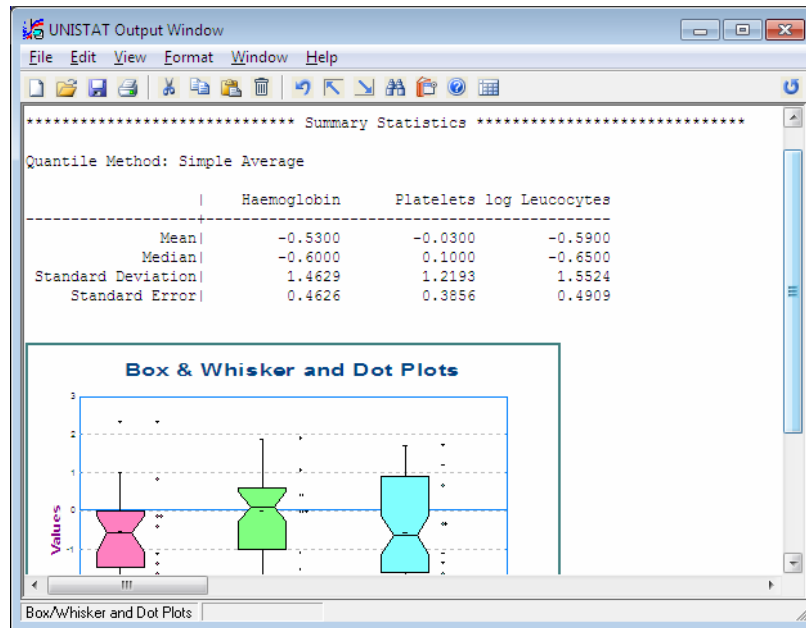 UNISTAT Output Window
File Edit View Format Window Help
****************************** Summary Statistics ******************************
Quantile Method: Simple Average
| Haemoglobin Platelets log Leucocytes
--------------------+---------------------------------------------
Mean| -0.5300 -0.0300 -0.5900
Median| -0.6000 0.1000 -0.6500
Standard Deviation| 1.4629 1.2193 1.5524
Standard Error| 0.4626 0.3856 0.4909
Box & Whisker and Dot Plots
3
2
1
0
-1
Values
Box/Whisker and Dot Plots